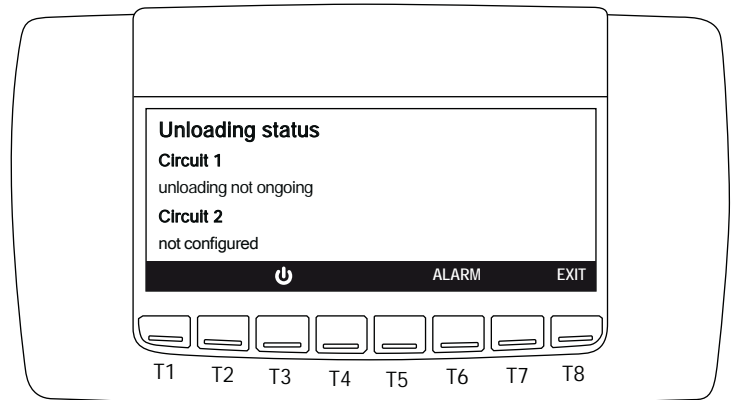 Unloading status
Circuit 1
unloading not ongoing
Circuit 2
not configured
ALARM EXIT
T1 T2 T3 T4 T5 T6 T7 T8